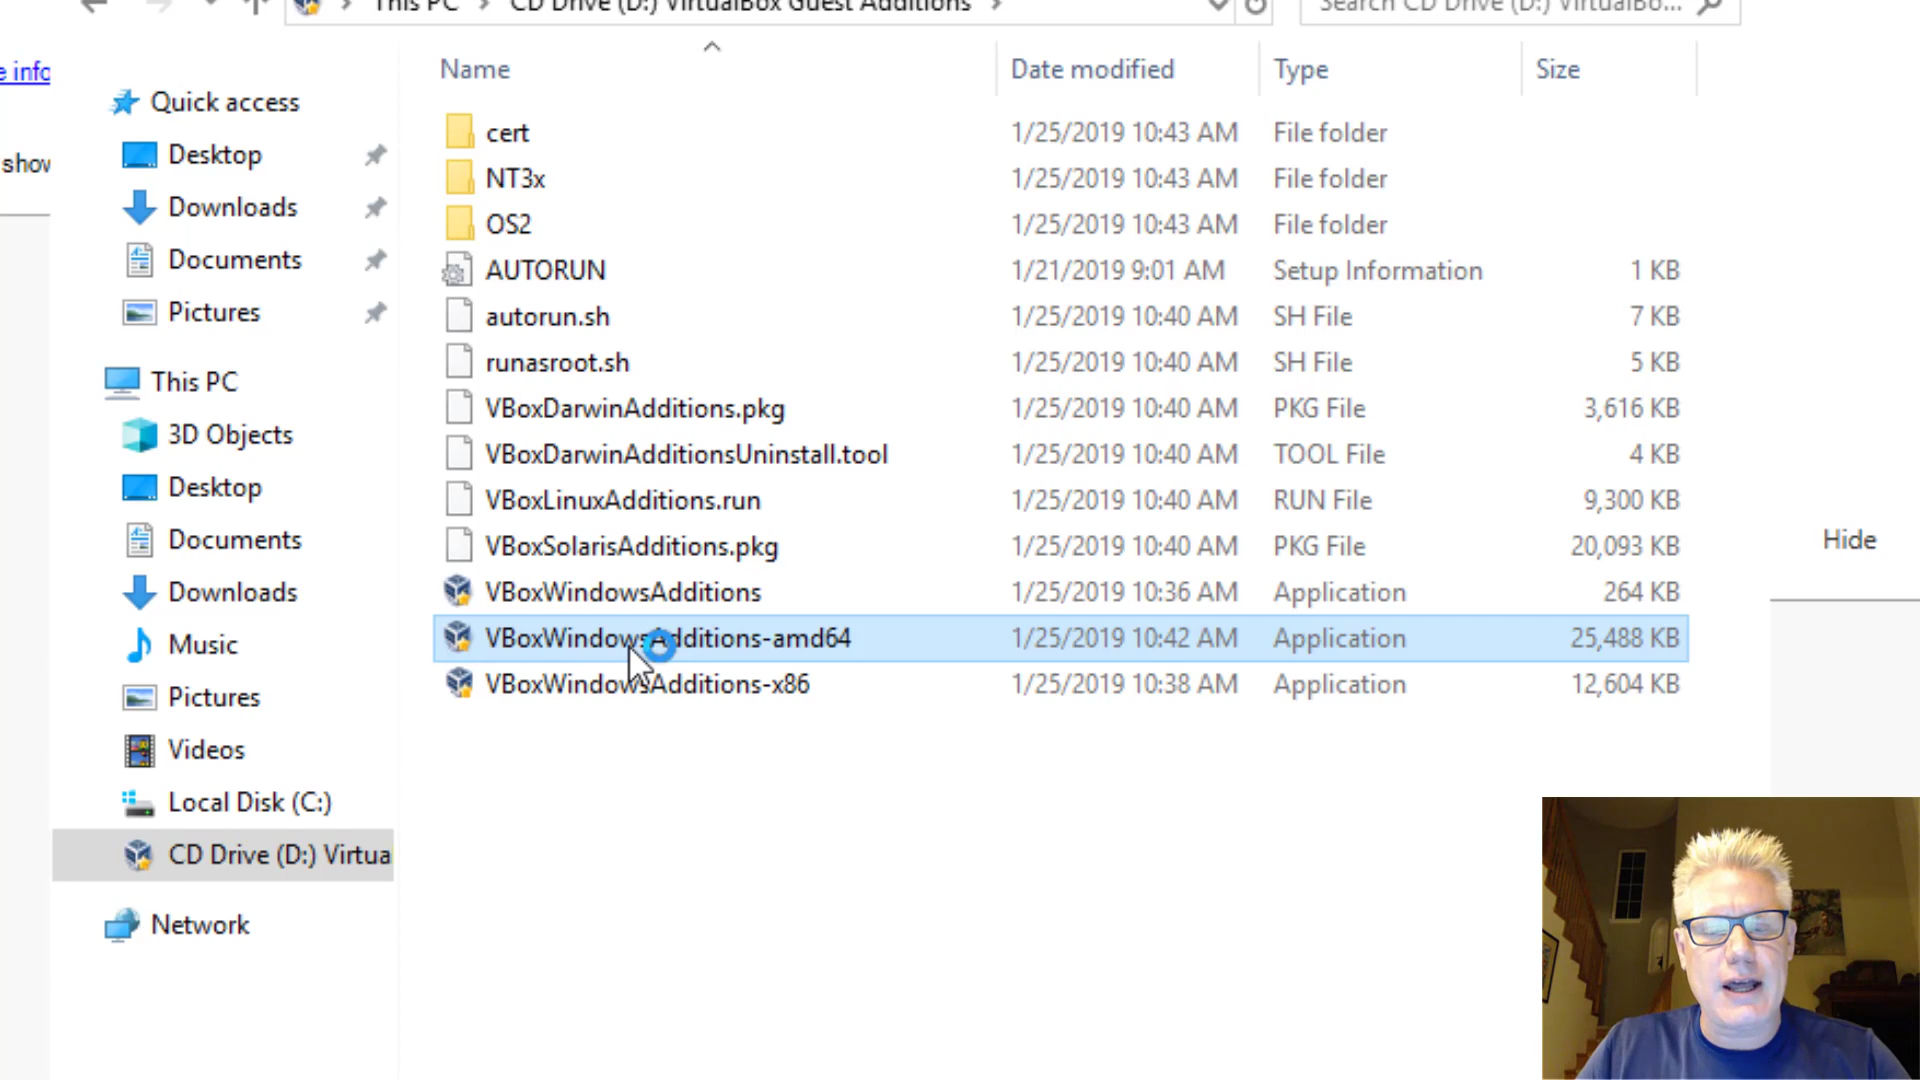 This PC > CD Drive (D:) VirtualBox Guest Additions >
Search CD Drive (D:) VirtualBo...
e info
show
Quick access
Desktop
Downloads
Documents
Pictures
This PC
3D Objects
Desktop
Documents
Downloads
Music
Pictures
Videos
Local Disk (C:)
CD Drive (D:) Virtua
Network
Name Date modified Type Size
cert 1/25/2019 10:43 AM File folder
NT3x 1/25/2019 10:43 AM File folder
OS2 1/25/2019 10:43 AM File folder
AUTORUN 1/21/2019 9:01 AM Setup Information 1 KB
autorun.sh 1/25/2019 10:40 AM SH File 7 KB
runasroot.sh 1/25/2019 10:40 AM SH File 5 KB
VBoxDarwinAdditions.pkg 1/25/2019 10:40 AM PKG File 3,616 KB
VBoxDarwinAdditionsUninstall.tool 1/25/2019 10:40 AM TOOL File 4 KB
VBoxLinuxAdditions.run 1/25/2019 10:40 AM RUN File 9,300 KB
VBoxSolarisAdditions.pkg 1/25/2019 10:40 AM PKG File 20,093 KB
VBoxWindowsAdditions 1/25/2019 10:36 AM Application 264 KB
VBoxWindowsAdditions-amd64 1/25/2019 10:42 AM Application 25,488 KB
VBoxWindowsAdditions-x86 1/25/2019 10:38 AM Application 12,604 KB
Hide